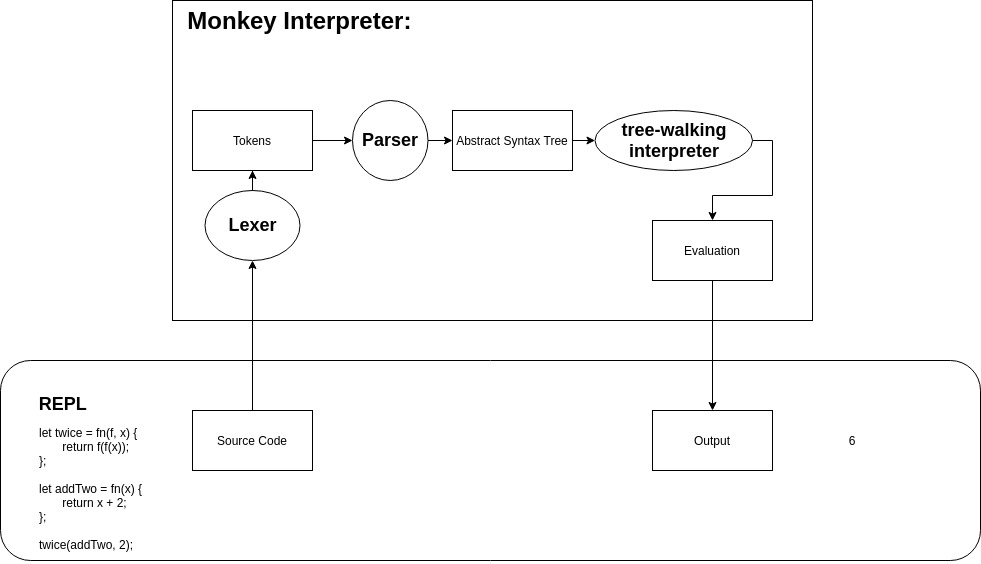 Monkey Interpreter:
Tokens
Parser
Abstract Syntax Tree
tree-walking
interpreter
Lexer
Evaluation
REPL
let twice = fn(f, x) {
return f(f(x));
};
let addTwo = fn(x) {
return x + 2;
};
twice(addTwo, 2);
Source Code
Output
6